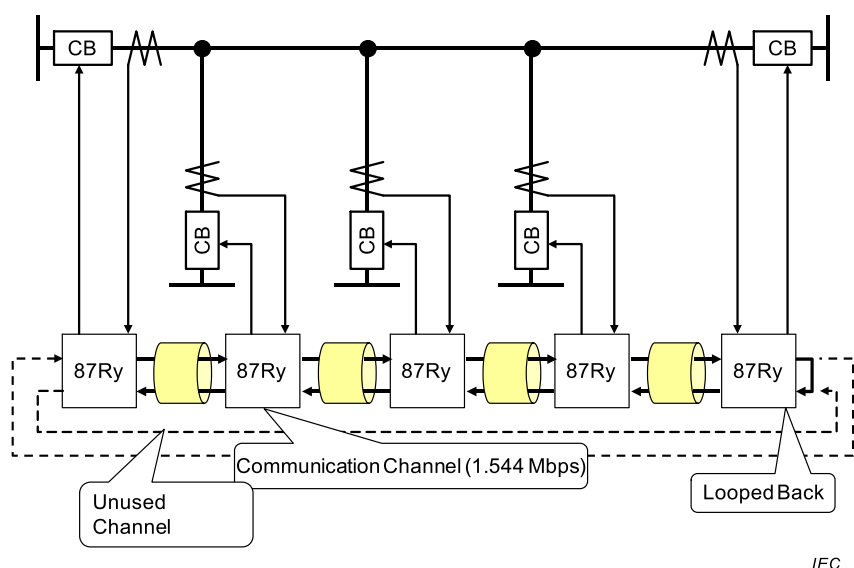 CB
CB
CB
CB
CB
87Ry
87Ry
87Ry
87Ry
87Ry
Communication Channel (1.544 Mbps)
Looped Back
Unused
Channel
IEC